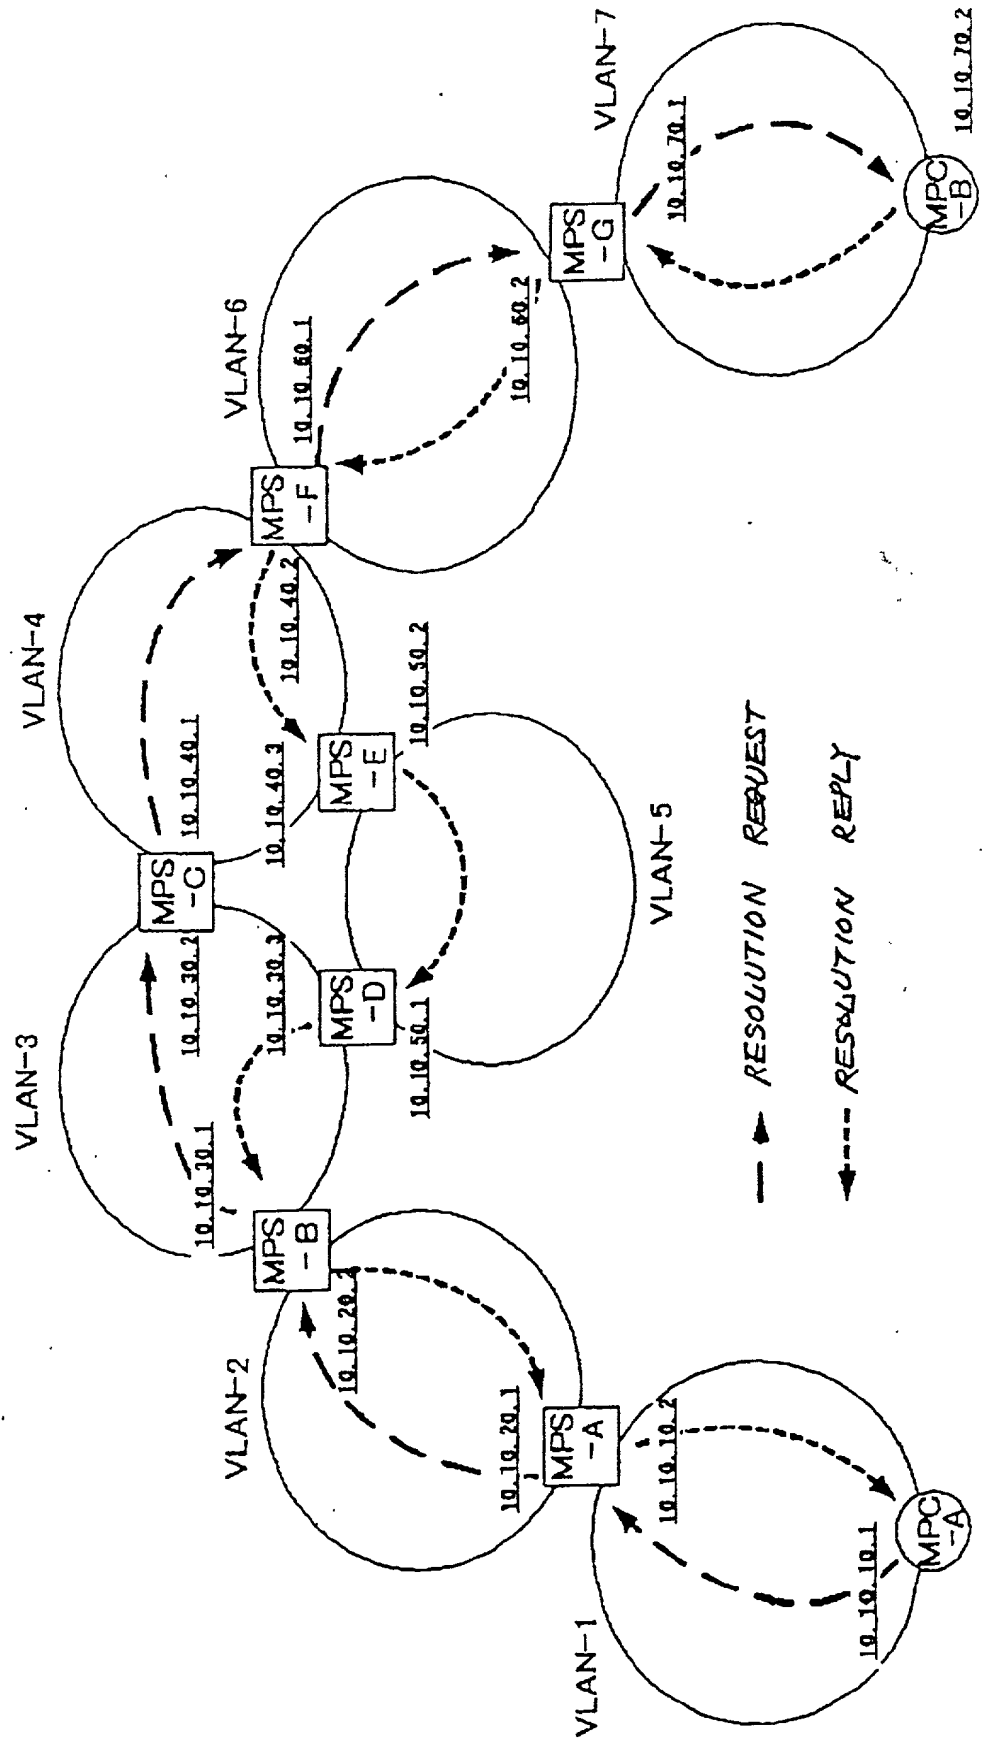 VLAN-1
VLAN-2
VLAN-3
VLAN-4
VLAN-5
VLAN-6
VLAN-7
MPC
-A
10.10.10.1
MPS
-A
10.10.10.2
10.10.20.1
MPS
-B
10.10.20.2
10.10.30.1
MPS
-C
10.10.30.2
10.10.40.1
MPS
-D
10.10.30.3
10.10.50.1
MPS
-E
10.10.40.3
10.10.50.2
MPS
-F
10.10.40.2
10.10.60.1
MPS
-G
10.10.60.2
10.10.70.1
MPC
-B
10.10.70.2
RESOLUTION REQUEST
RESOLUTION REPLY